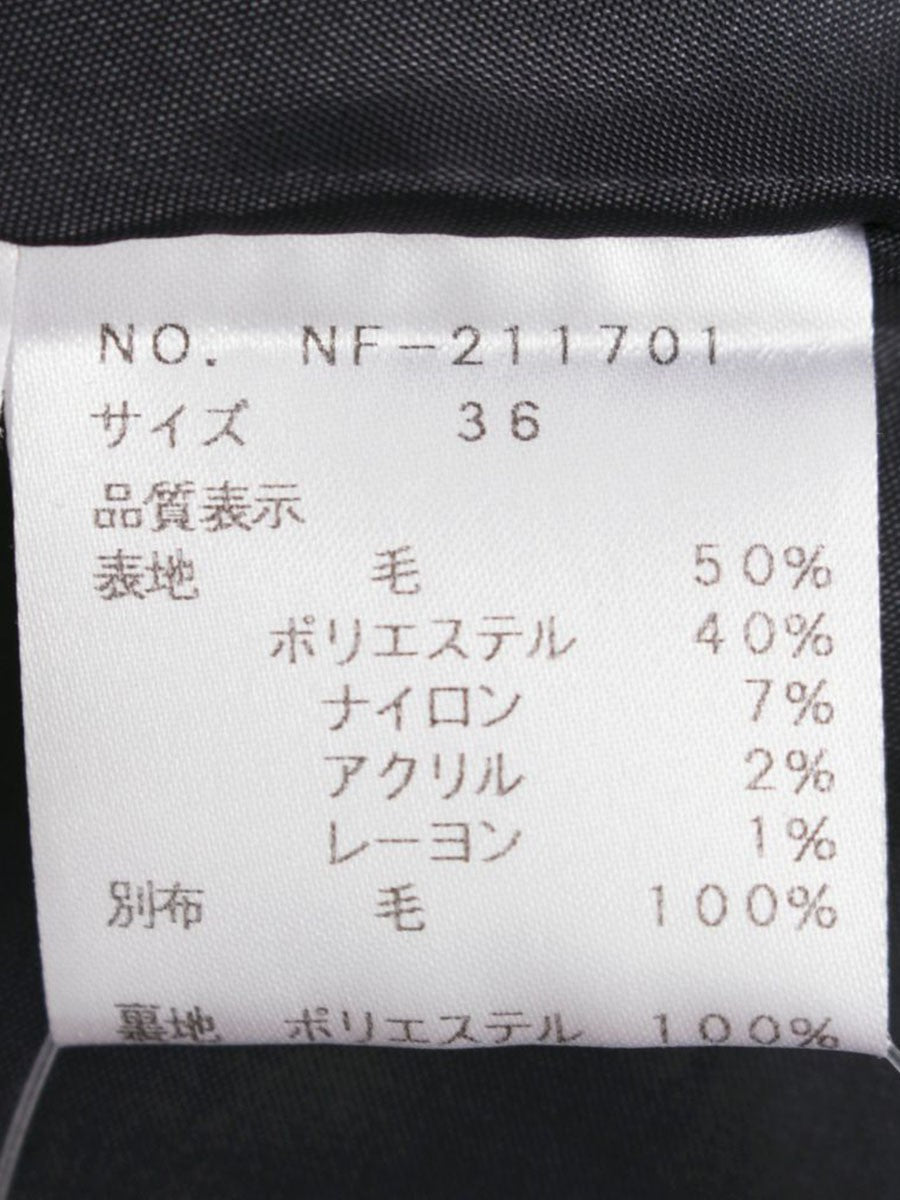 NO. NF-211701
サイズ 36
品質表示
表地 毛 50%
ポリエステル 40%
ナイロン 7%
アクリル 2%
レーヨン 1%
別布 毛 100%
裏地 ポリエステル 100%